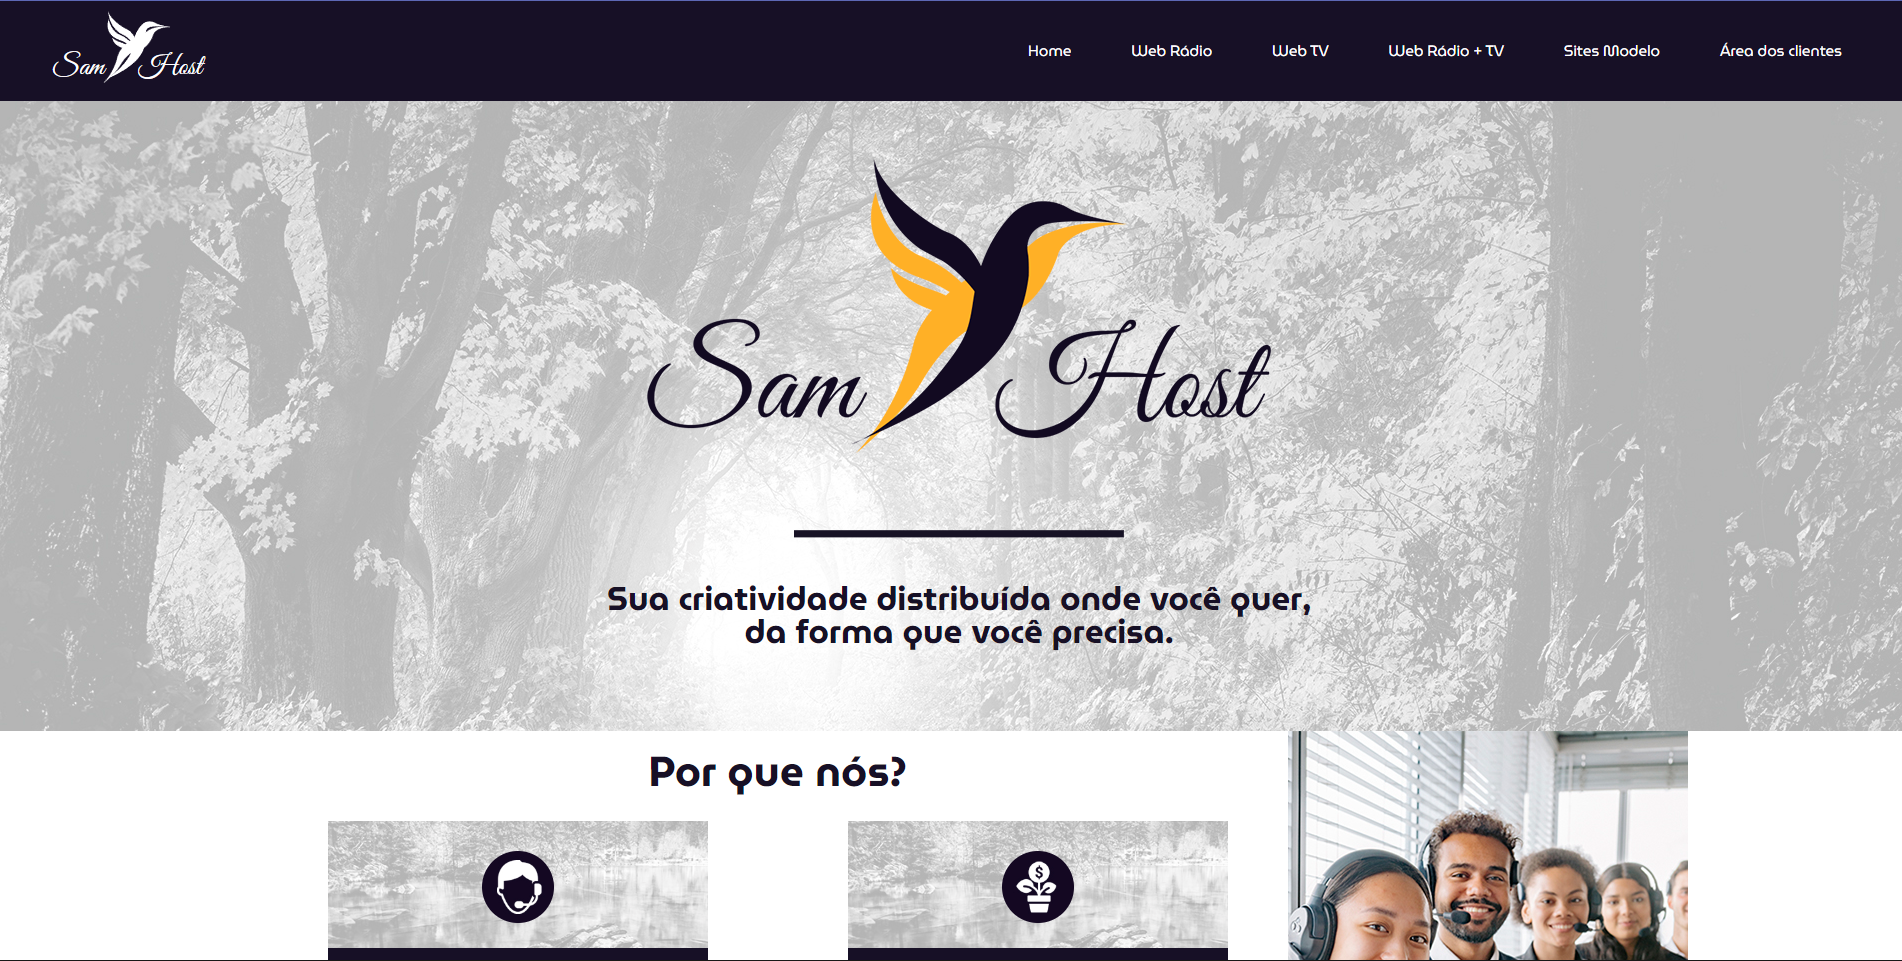 Sam Host
Home
Web Rádio
Web TV
Web Rádio + TV
Sites Modelo
Área dos clientes
Sam Host
Sua criatividade distribuída onde você quer,
da forma que você precisa.
Por que nós?
$